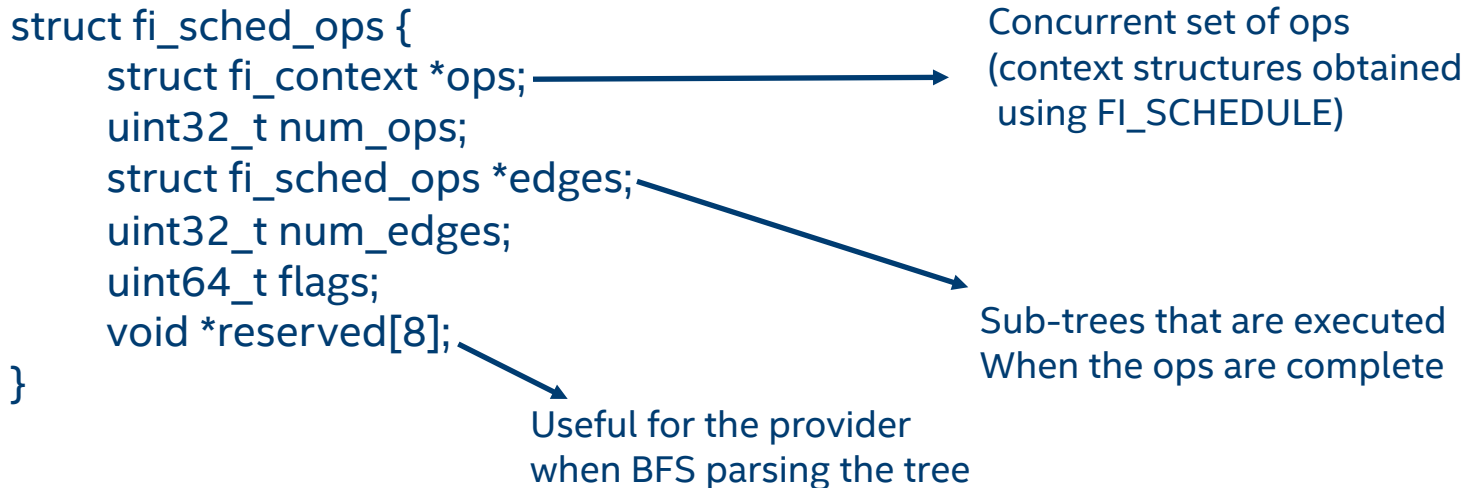 struct fi_sched_ops {
struct fi_context *ops;
uint32_t num_ops;
struct fi_sched_ops *edges;
uint32_t num_edges;
uint64_t flags;
void *reserved[8];
}
Concurrent set of ops
(context structures obtained
using FI_SCHEDULE)
Sub-trees that are executed
When the ops are complete
Useful for the provider
when BFS parsing the tree